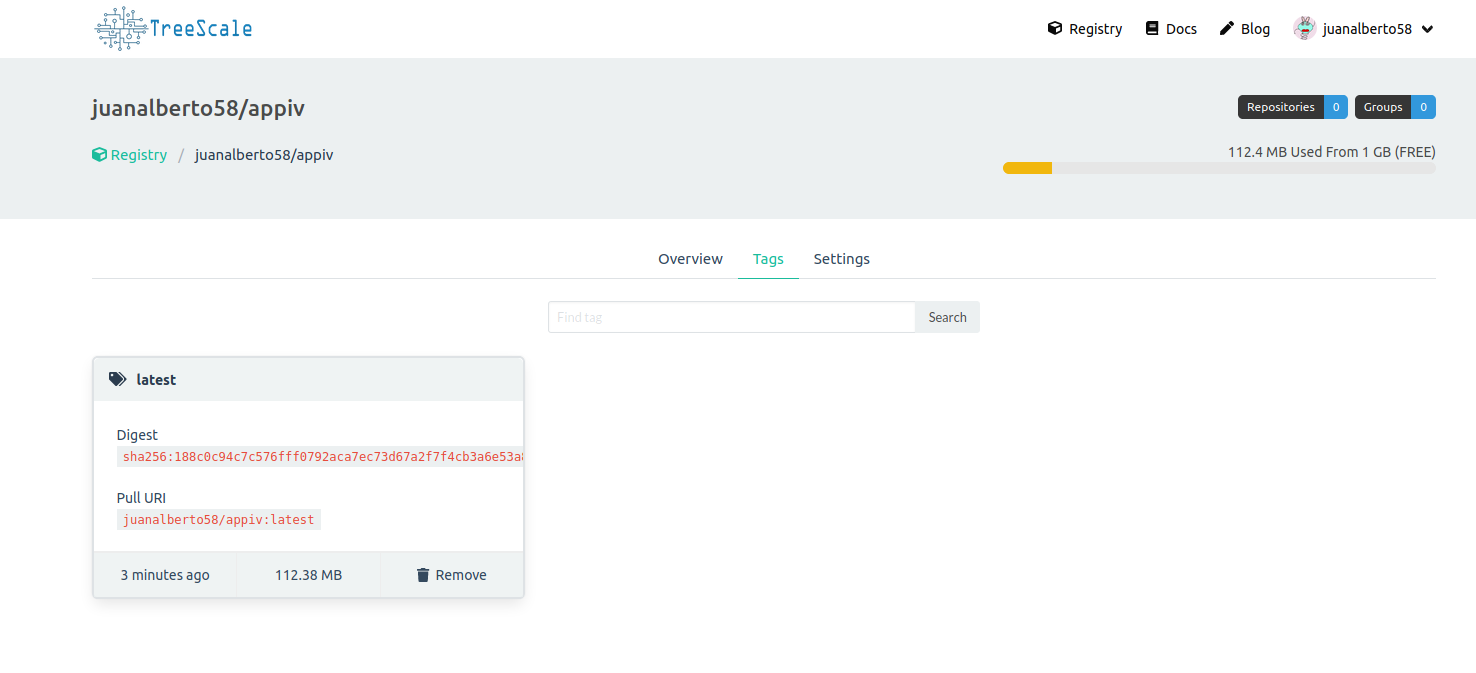 TreeScale
Registry Docs Blog juanalberto58
juanalberto58/appiv
Repositories 0 Groups 0
Registry / juanalberto58/appiv
112.4 MB Used From 1 GB (FREE)
Overview Tags Settings
Find tag Search
latest
Digest
sha256:188c0c94c7c576fff0792aca7ec73d67a2f7f4cb3a6e53a8
Pull URI
juanalberto58/appiv:latest
3 minutes ago 112.38 MB Remove